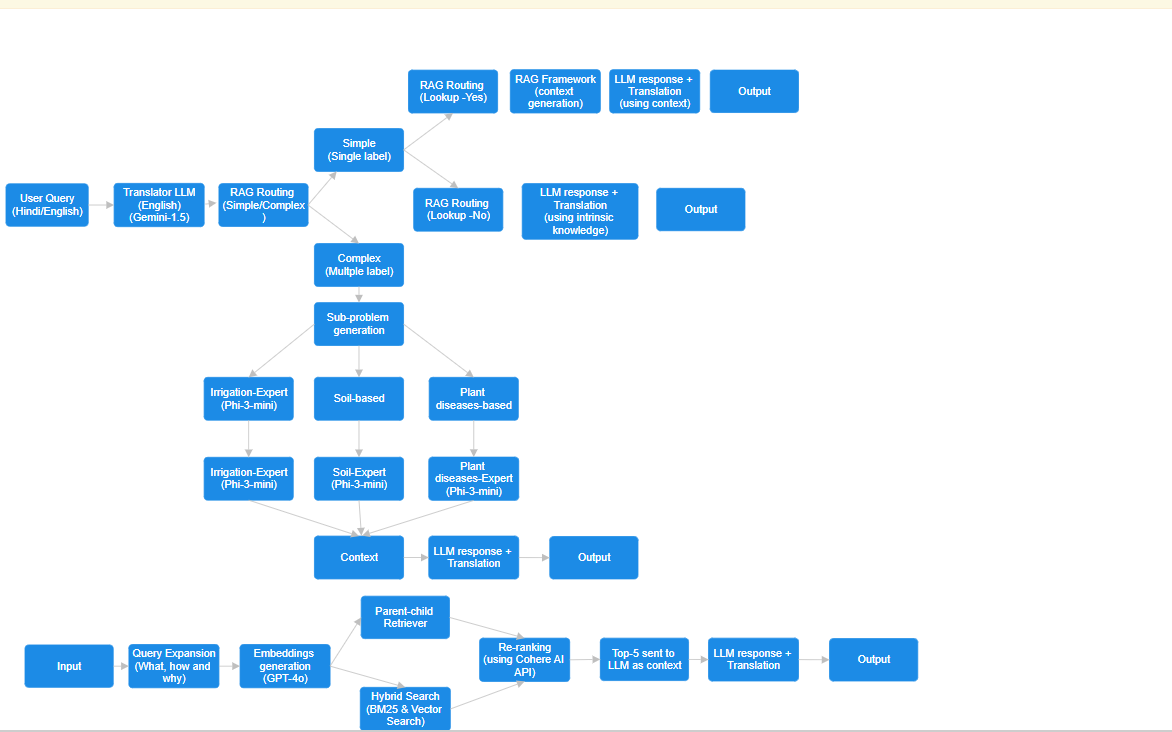 RAG Routing
(Lookup -Yes)
RAG Framework
(context
generation)
LLM response +
Translation
(using context)
Output
Simple
(Single label)
User Query
(Hindi/English)
Translator LLM
(English)
(Gemini-1.5)
RAG Routing
(Simple/Complex
)
RAG Routing
(Lookup -No)
LLM response +
Translation
(using intrinsic
knowledge)
Output
Complex
(Multple label)
Sub-problem
generation
Irrigation-Expert
(Phi-3-mini)
Soil-based
Plant
diseases-based
Irrigation-Expert
(Phi-3-mini)
Soil-Expert
(Phi-3-mini)
Plant
diseases-Expert
(Phi-3-mini)
Context
LLM response +
Translation
Output
Input
Query Expansion
(What, how and
why)
Embeddings
generation
(GPT-4o)
Parent-child
Retriever
Hybrid Search
(BM25 & Vector
Search)
Re-ranking
(using Cohere AI
API)
Top-5 sent to
LLM as context
LLM response +
Translation
Output